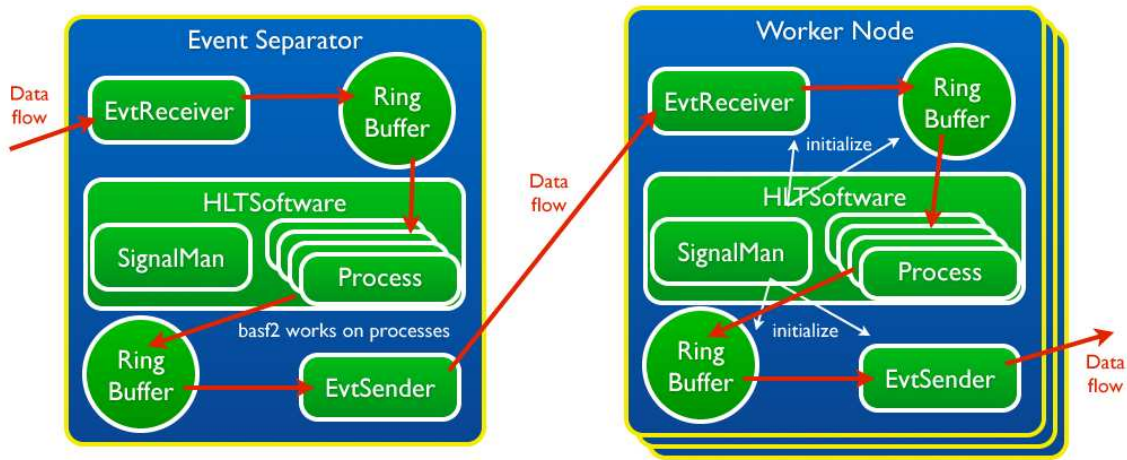 Event Separator
Data
flow
EvtReceiver
Ring
Buffer
HLTSoftware
SignalMan
Process
basf2 works on processes
Ring
Buffer
EvtSender
Data
flow
Worker Node
EvtReceiver
Ring
Buffer
initialize
HLTSoftware
SignalMan
Process
initialize
Ring
Buffer
EvtSender
Data
flow